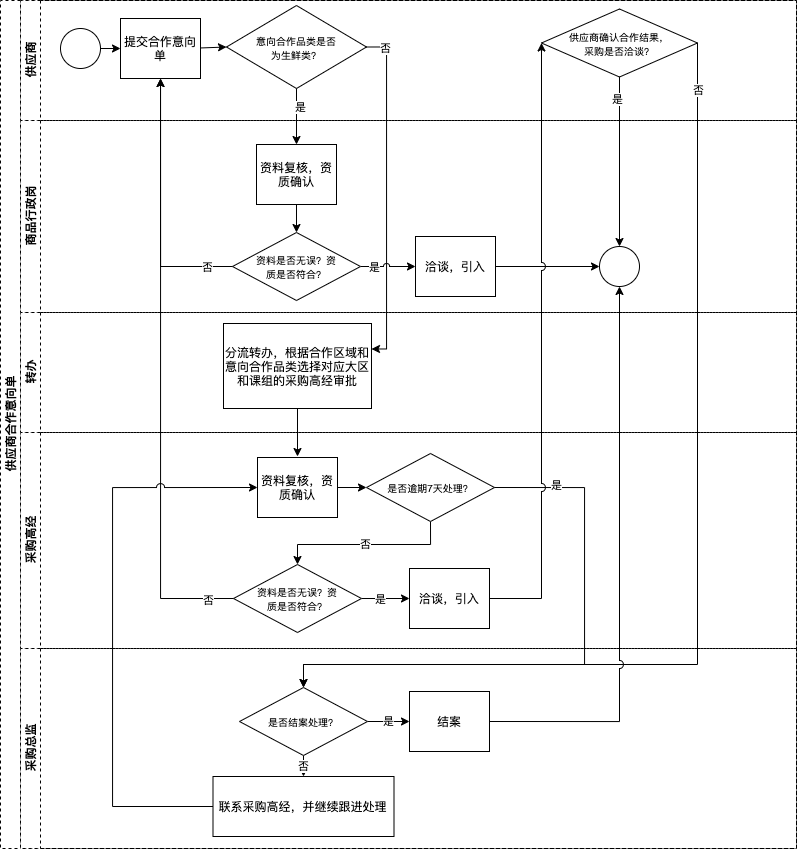 供应商合作意向单
供应商
提交合作意向
单
意向合作品类是否
为生鲜类?
否
是
供应商确认合作结果，
采购是否洽谈?
是
否
商品行政岗
资料复核，资
质确认
资料是否无误？资
质是否符合？
否
是
洽谈，引入
转办
分流转办，根据合作区域和
意向合作品类选择对应大区
和课组的采购高经审批
采购高经
资料复核，资
质确认
是否逾期7天处理?
是
否
资料是否无误？资
质是否符合？
否
是
洽谈，引入
采购总监
是否结案处理?
是
结案
否
联系采购高经，并继续跟进处理